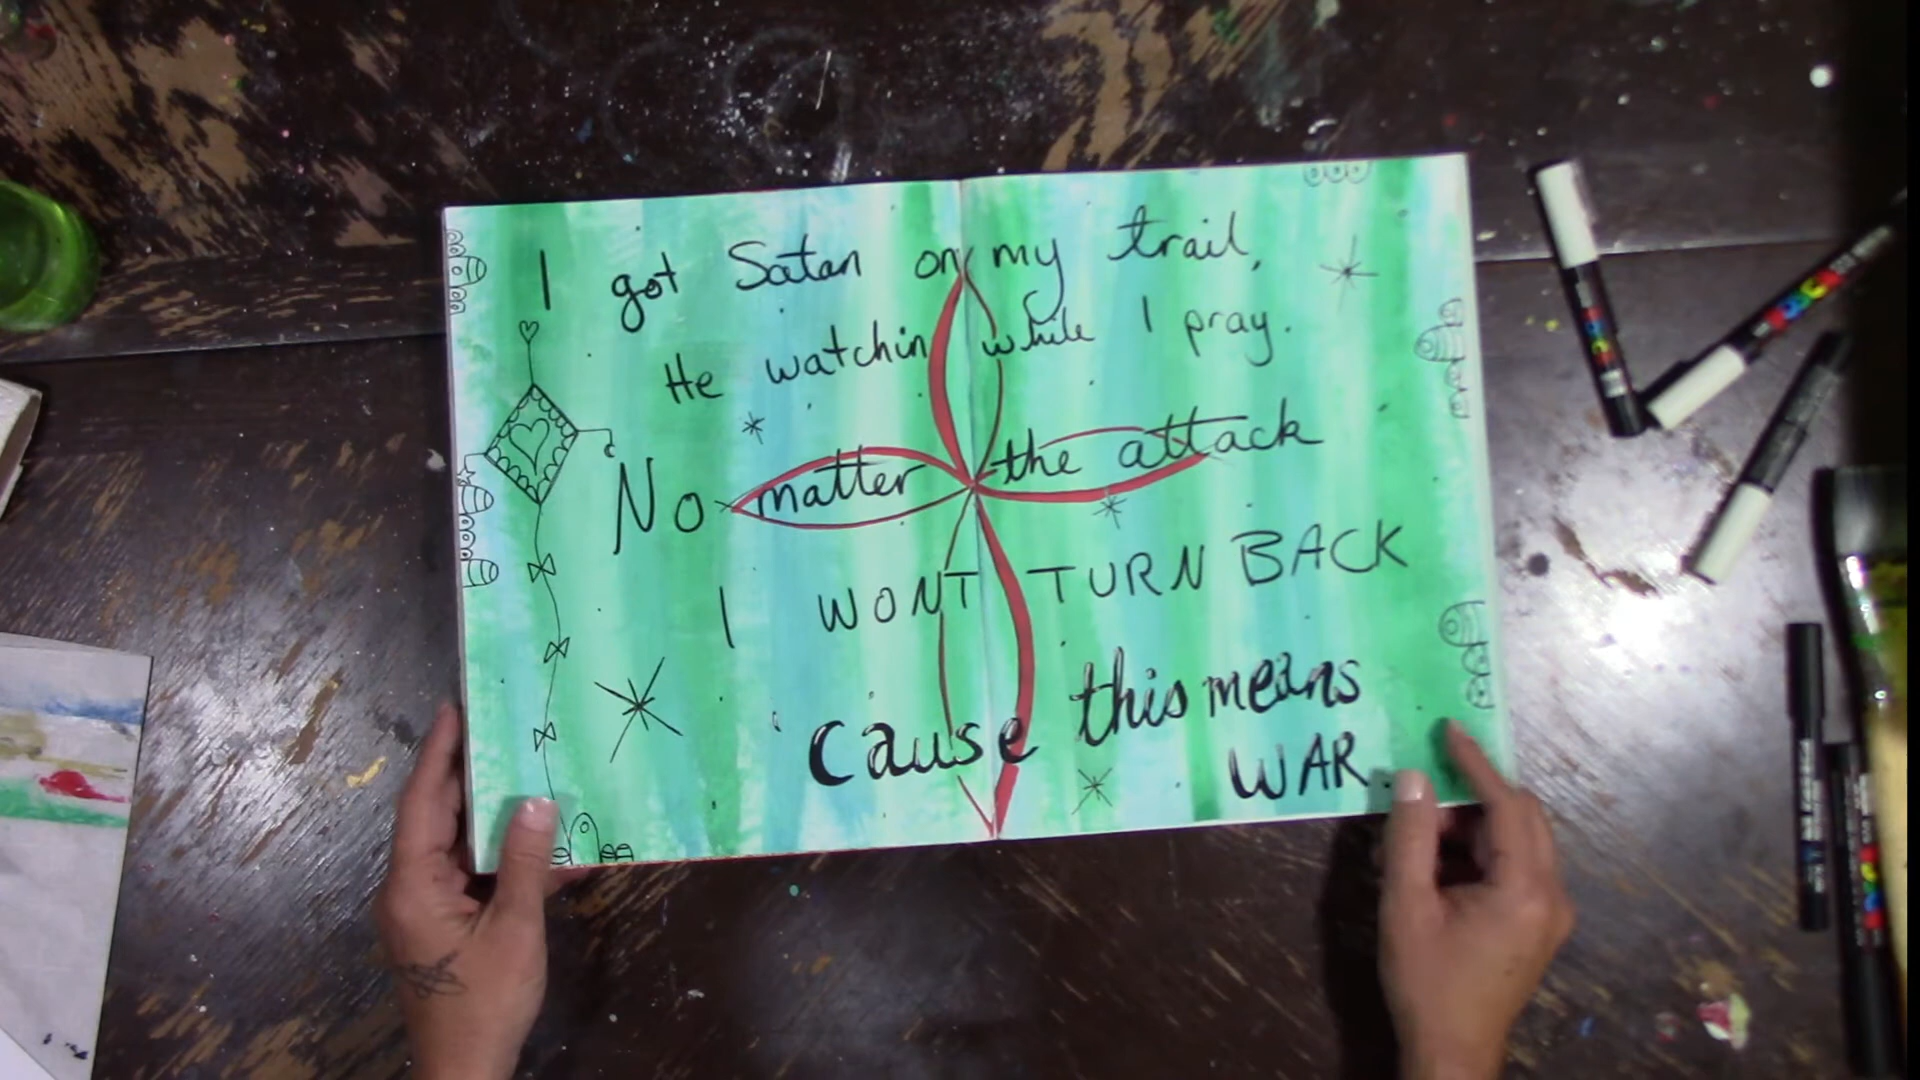 I got Satan on my trail,
He watchin while I pray.
No matter the attack
I WONT TURN BACK
cause this means
WAR.